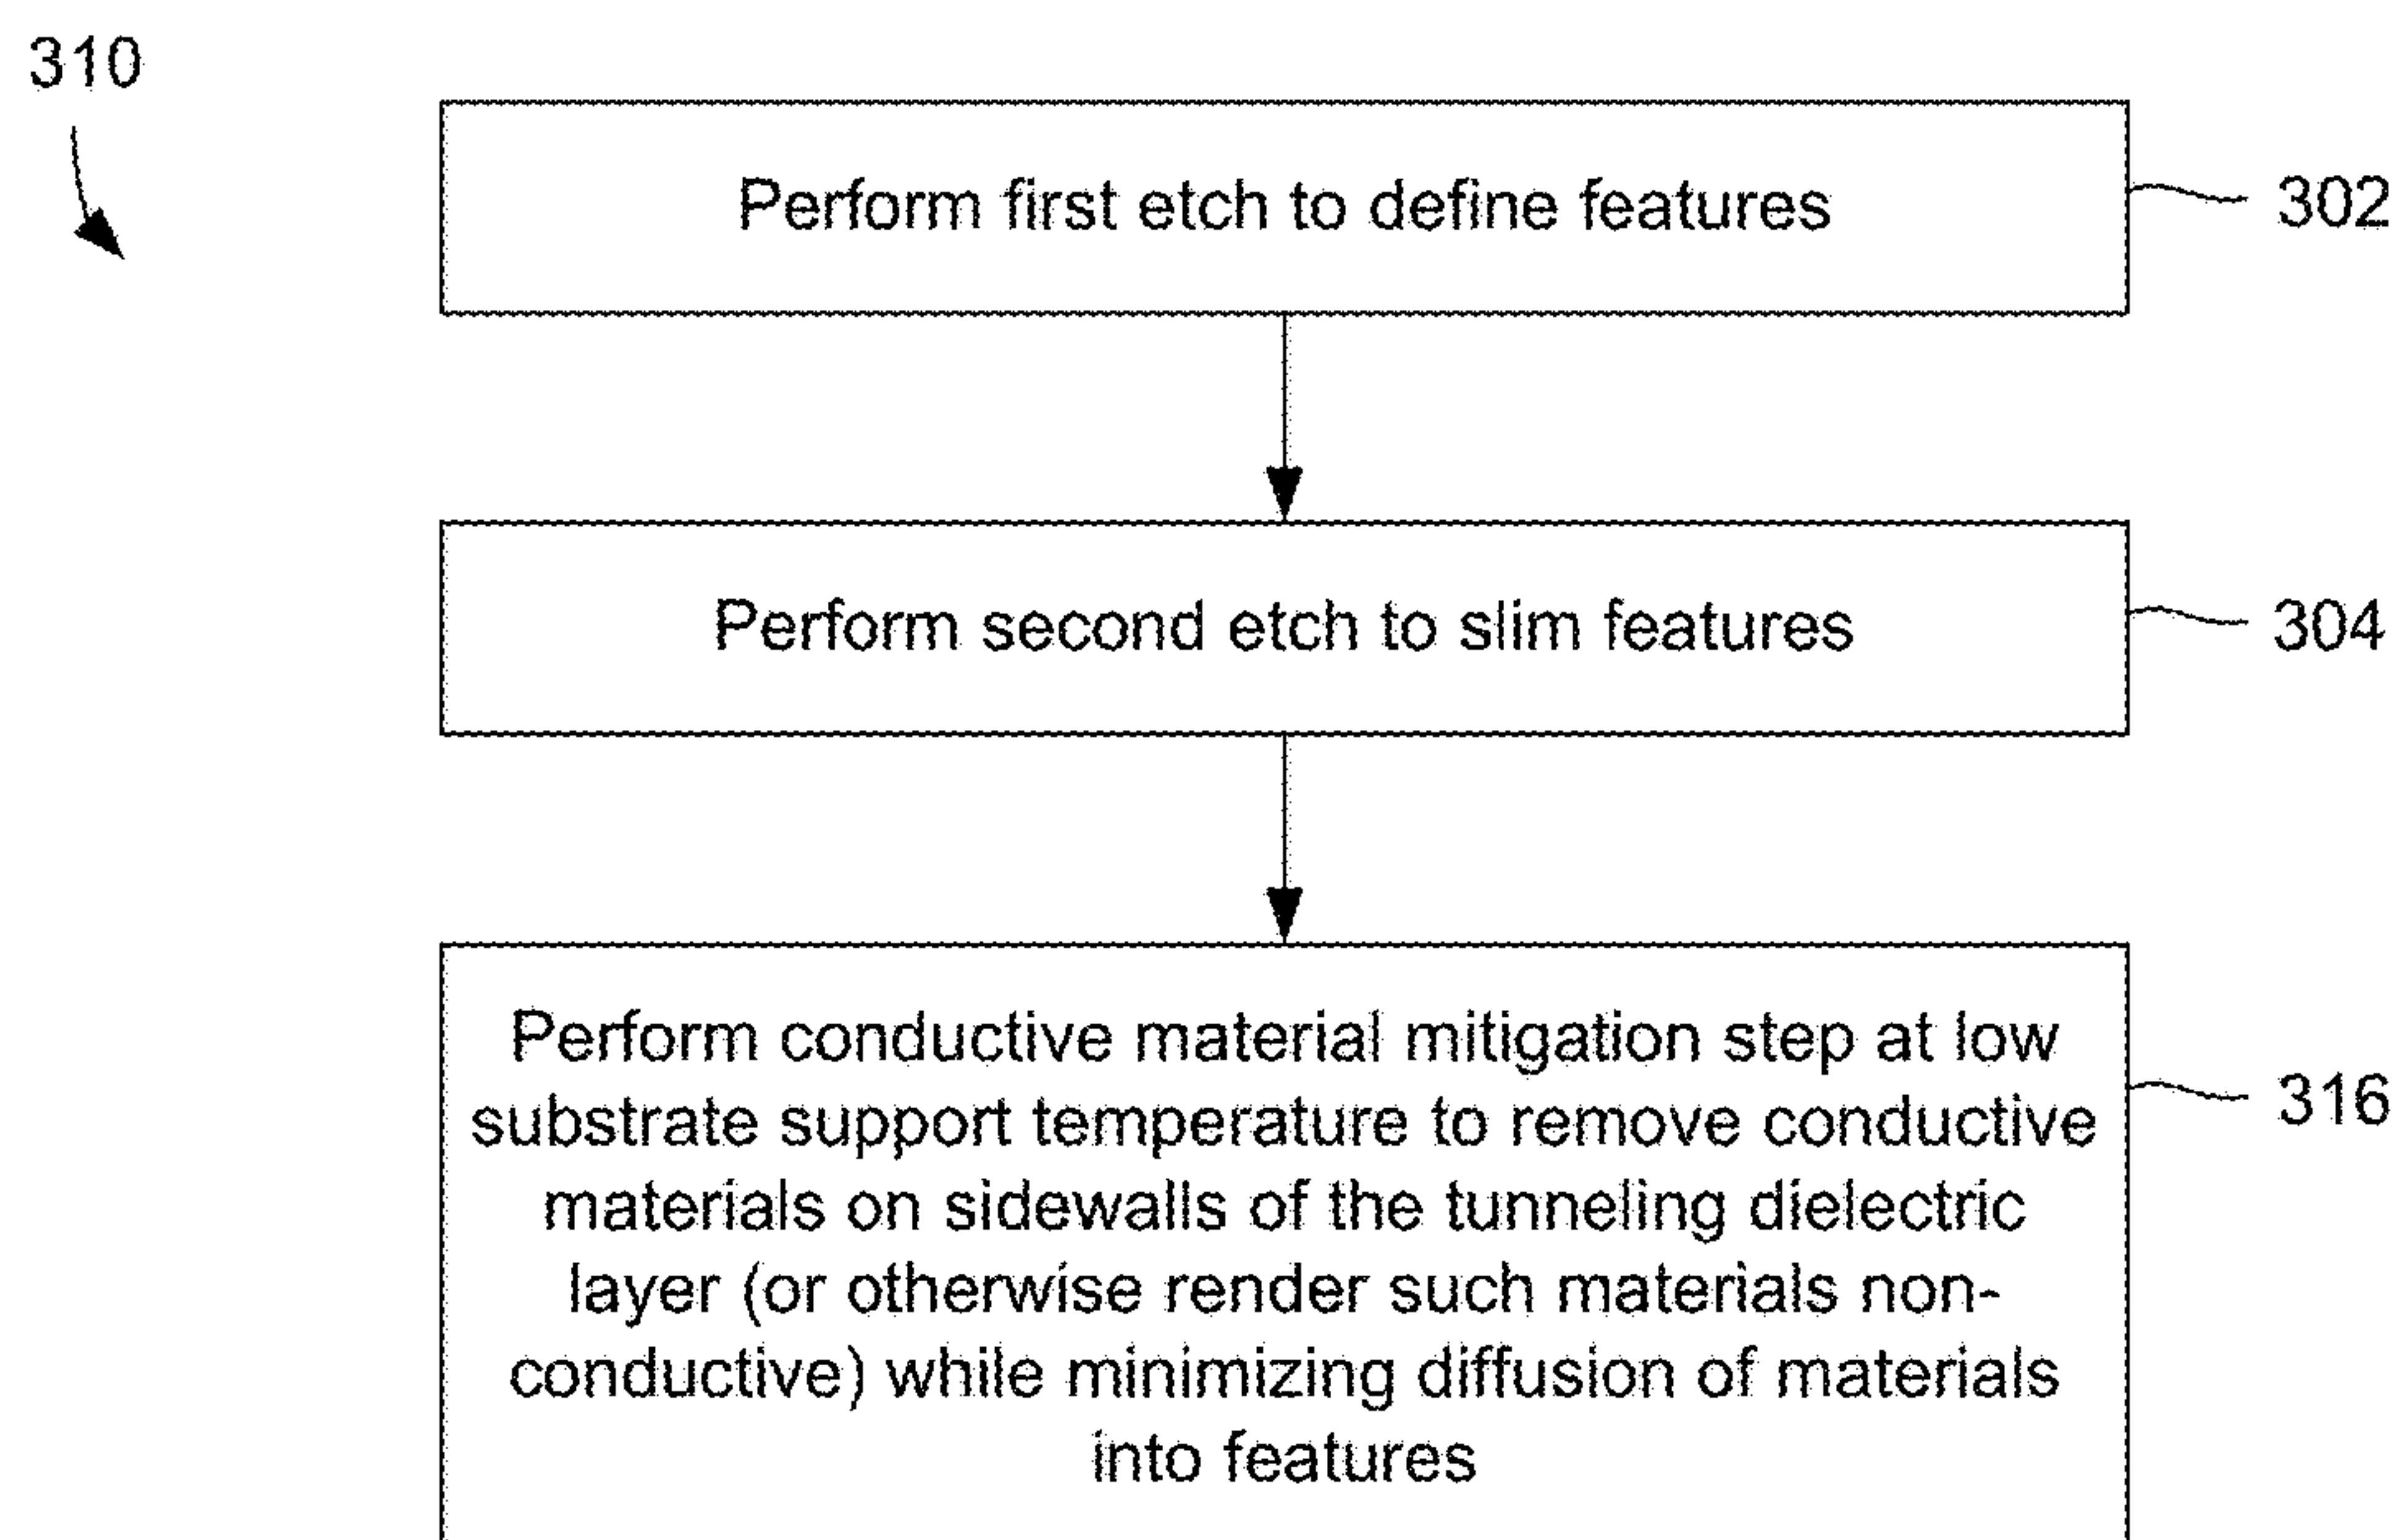 310
Perform first etch to define features
302
Perform second etch to slim features
304
Perform conductive material mitigation step at low
substrate support temperature to remove conductive
materials on sidewalls of the tunneling dielectric
layer (or otherwise render such materials non-
conductive) while minimizing diffusion of materials
into features
316